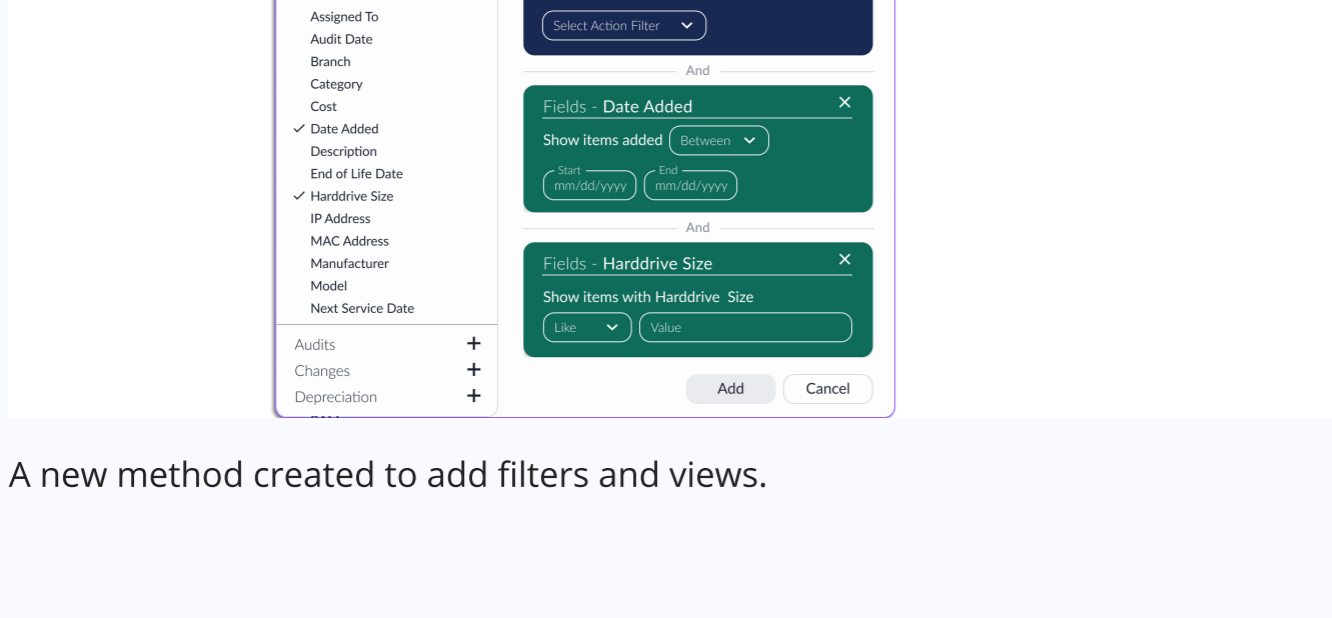 Assigned To
Audit Date
Branch
Category
Cost
Date Added
Description
End of Life Date
Harddrive Size
IP Address
MAC Address
Manufacturer
Model
Next Service Date
Audits
Changes
Depreciation
Select Action Filter
And
Fields - Date Added
Show items added Between
Start End
mm/dd/yyyy mm/dd/yyyy
And
Fields - Harddrive Size
Show items with Harddrive Size
Like Value
Add Cancel
A new method created to add filters and views.